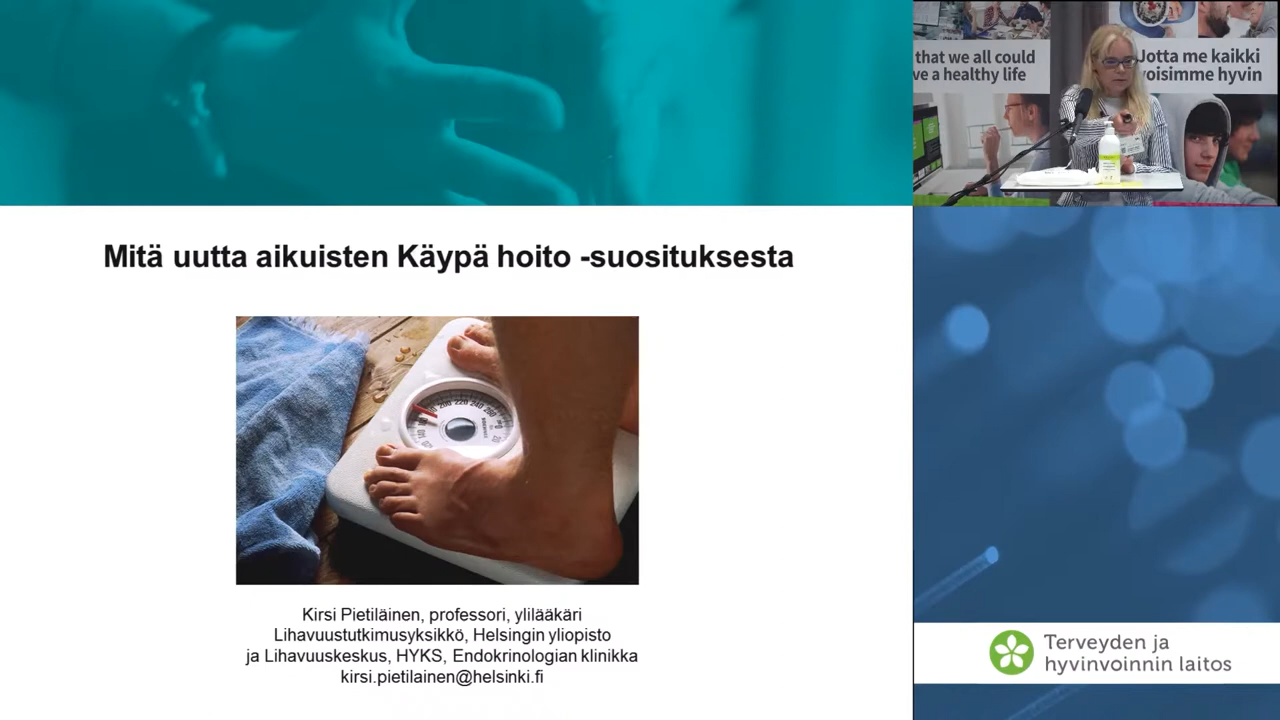 that we all could
ve a healthy life
Jotta me kaikki
voisimme hyvin
Mitä uutta aikuisten Käypä hoito -suosituksesta
Kirsi Pietiläinen, professori, ylilääkäri
Lihavuustutkimusyksikkö, Helsingin yliopisto
ja Lihavuuskeskus, HYKS, Endokrinologian klinikka
kirsi.pietilainen@helsinki.fi
Terveyden ja
hyvinvoinnin laitos